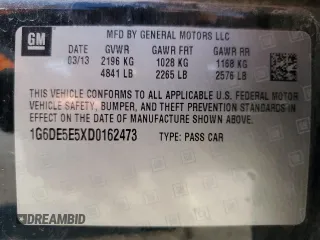 GM
MFD BY GENERAL MOTORS LLC
DATE GVWR GAWR FRT GAWR RR
03/13 2196 KG 1028 KG 1168 KG
4841 LB 2265 LB 2576 LB
THIS VEHICLE CONFORMS TO ALL APPLICABLE U.S. FEDERAL MOTOR
VEHICLE SAFETY, BUMPER, AND THEFT PREVENTION STANDARDS IN
EFFECT ON THE DATE OF MANUFACTURE SHOWN ABOVE.
1G6DE5E5XD0162473 TYPE: PASS CAR
DREAMBID